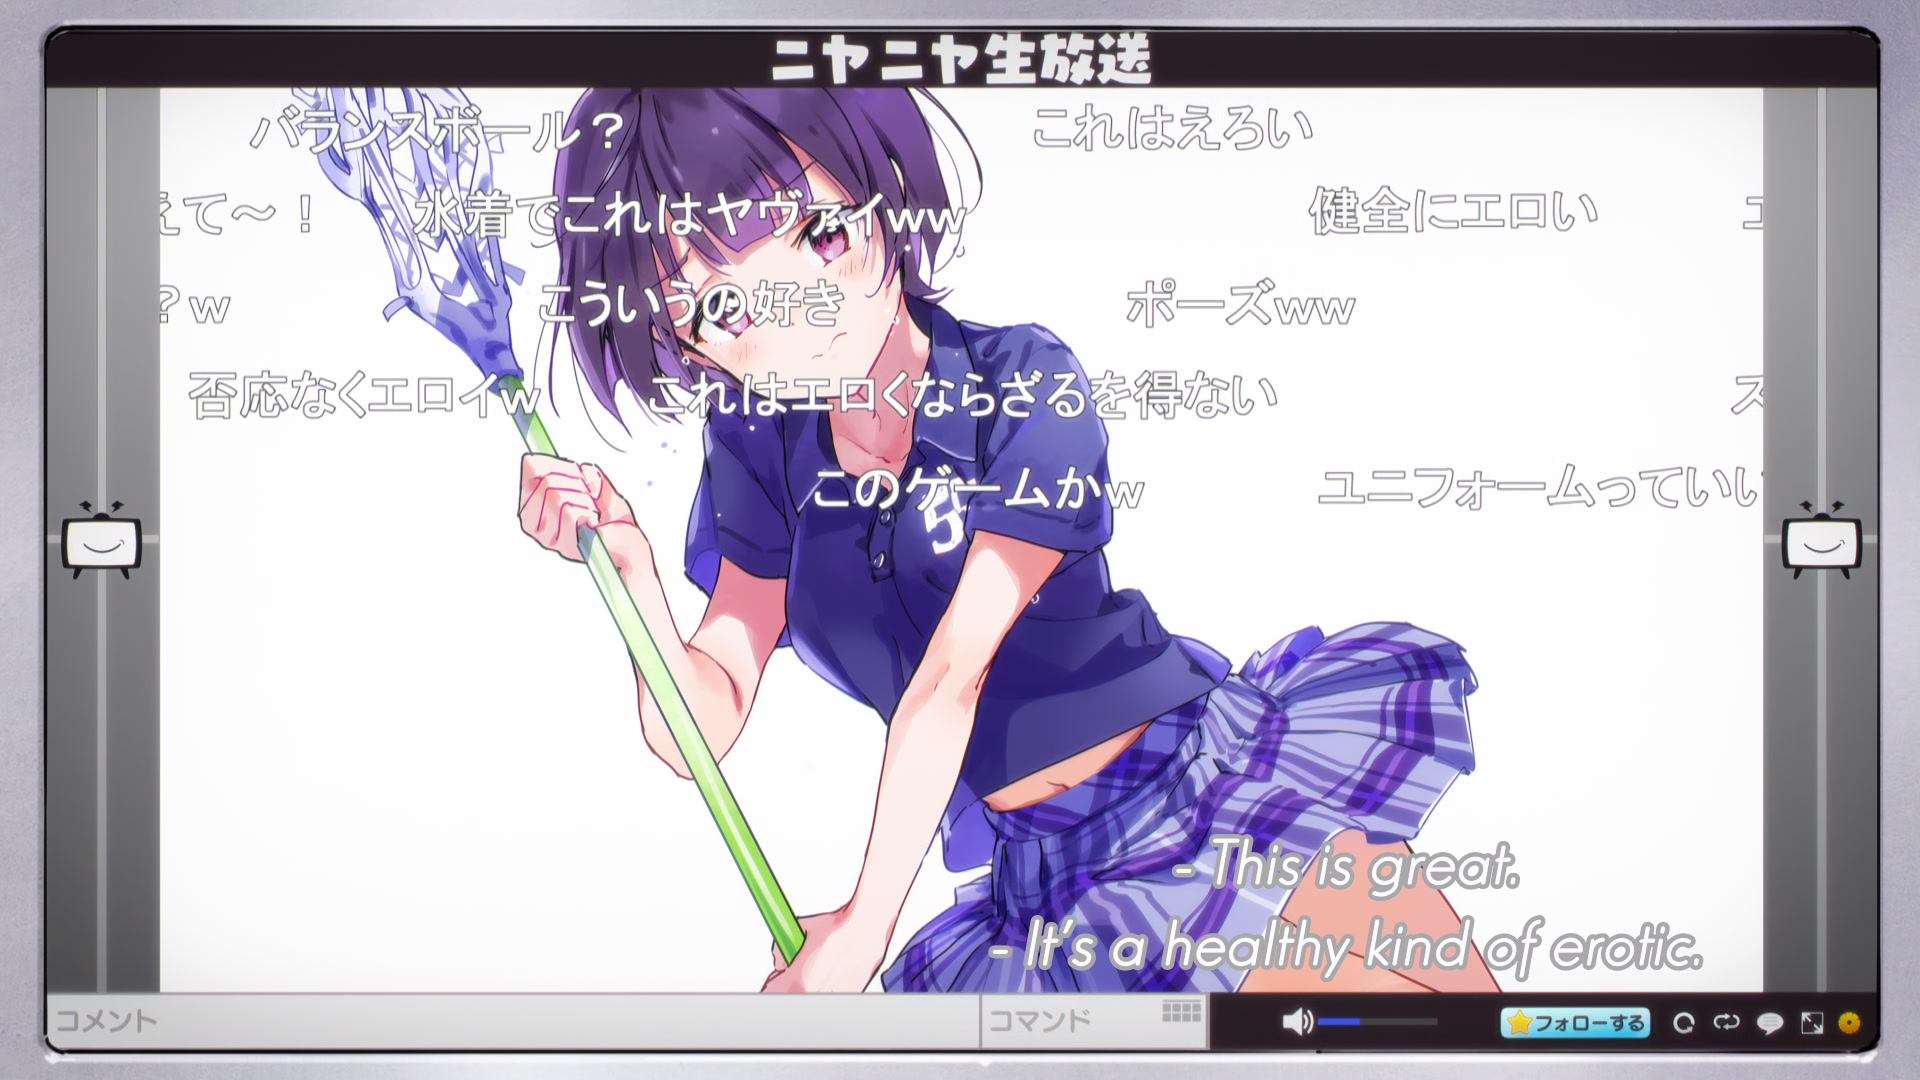 ニヤニヤ生放送
バランスボール？
これはえろい
えて～！
水着でこれはヤヴァイww
健全にエロい
？w
こういうの好き
ポーズww
否応なくエロイw
これはエロくならざるを得ない
ス
このゲームかw
ユニフォームっていい
- This is great.
- It's a healthy kind of erotic.
コメント
コマンド
フォローする